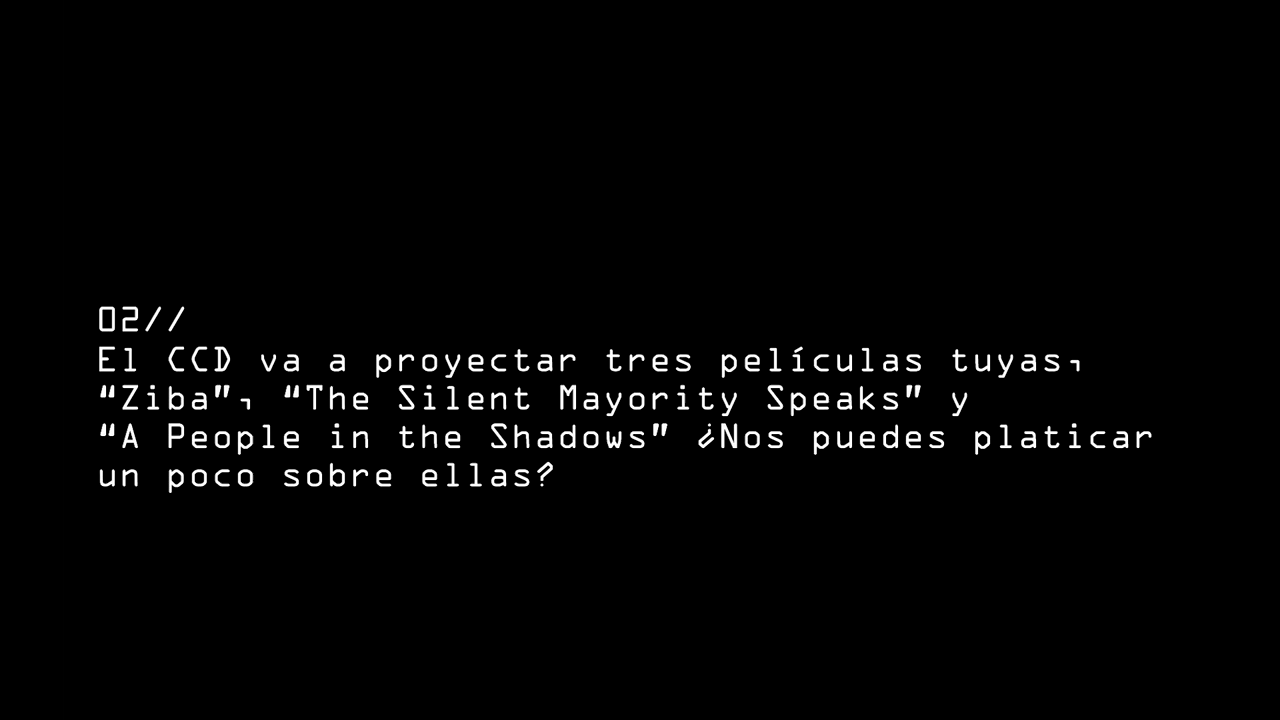 02//
El CCD va a proyectar tres películas tuyas,
“Ziba”, “The Silent Mayority Speaks” y
“A People in the Shadows” ¿Nos puedes platicar
un poco sobre ellas?